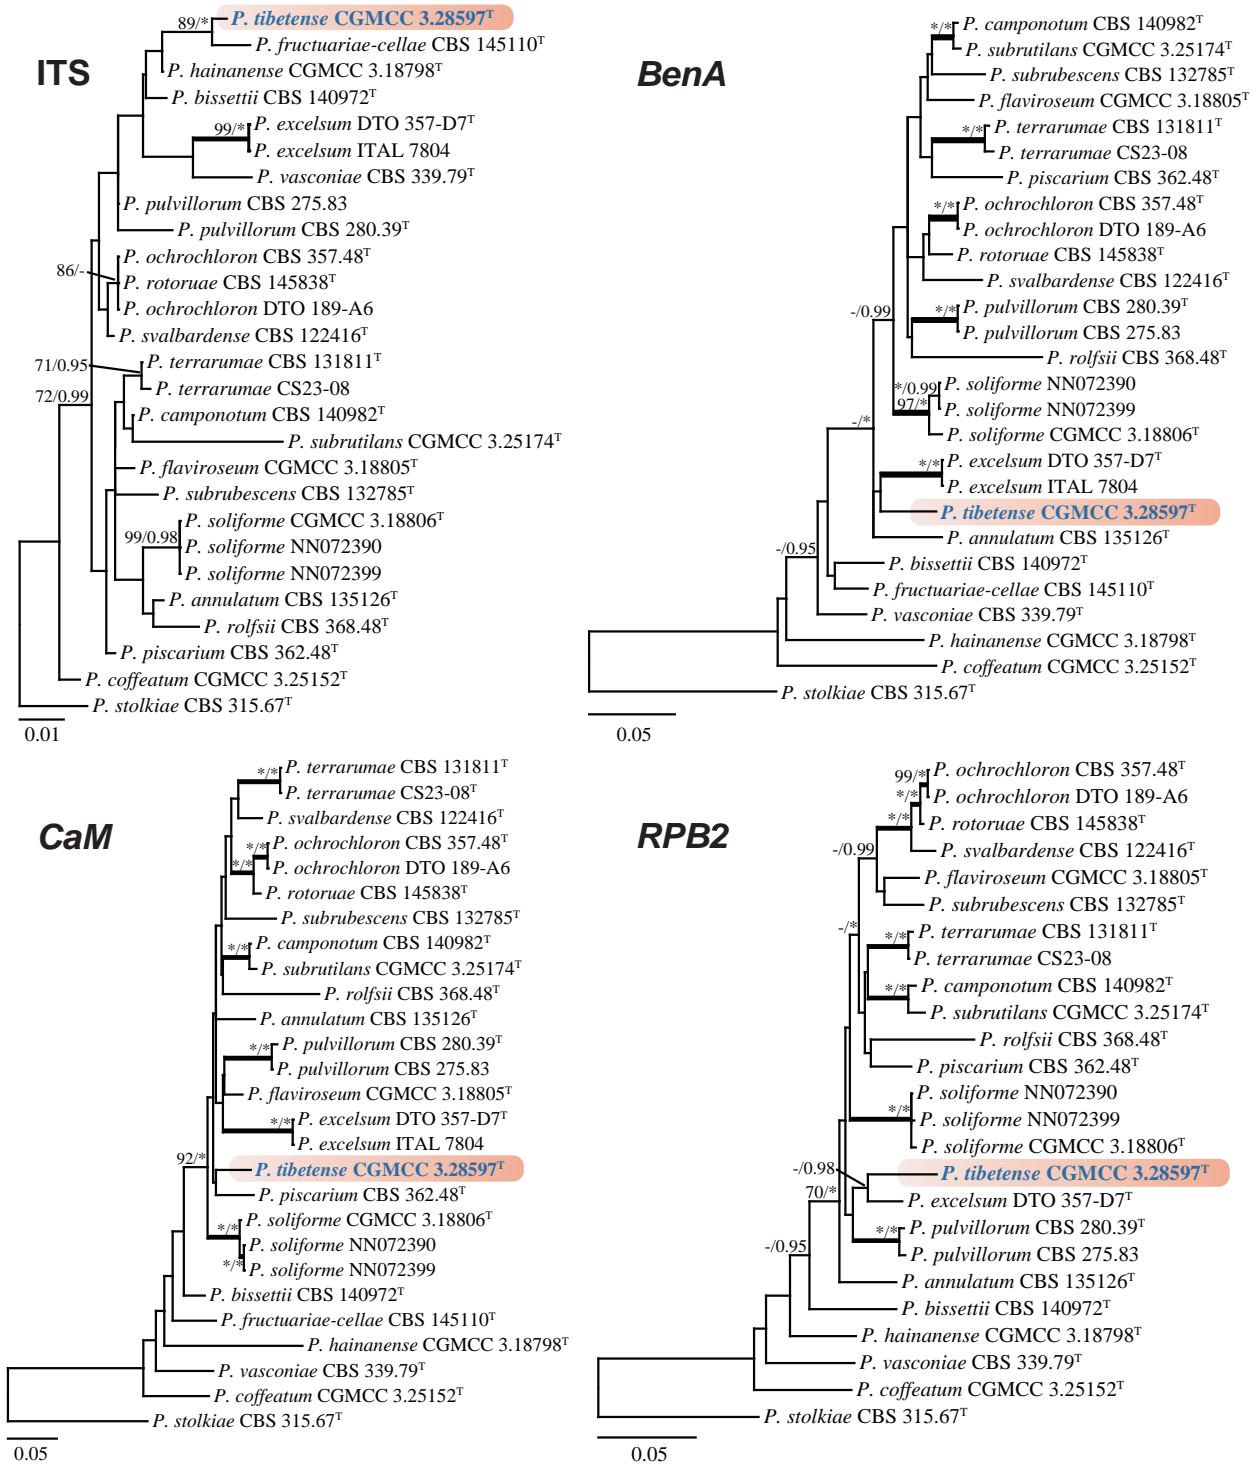 ITS
89/*
P. tibetense CGMCC 3.28597T
P. fructuariae-cellae CBS 145110T
P. hainanense CGMCC 3.18798T
P. bissettii CBS 140972T
99/*
P. excelsum DTO 357-D7T
P. excelsum ITAL 7804
P. vasconiae CBS 339.79T
P. pulvillorum CBS 275.83
P. pulvillorum CBS 280.39T
P. ochrochloron CBS 357.48T
86/-
P. rotoruae CBS 145838T
P. ochrochloron DTO 189-A6
P. svalbardense CBS 122416T
71/0.95
P. terrarumae CBS 131811T
P. terrarumae CS23-08
72/0.99
P. camponotum CBS 140982T
P. subrutilans CGMCC 3.25174T
P. flaviroseum CGMCC 3.18805T
P. subrubescens CBS 132785T
P. soliforme CGMCC 3.18806T
99/0.98
P. soliforme NN072390
P. soliforme NN072399
P. annulatum CBS 135126T
P. rolfsii CBS 368.48T
P. piscarium CBS 362.48T
P. coffeatum CGMCC 3.25152T
P. stolkiae CBS 315.67T
0.01
BenA
*/*
P. camponotum CBS 140982T
P. subrutilans CGMCC 3.25174T
P. subrubescens CBS 132785T
P. flaviroseum CGMCC 3.18805T
*/*
P. terrarumae CBS 131811T
P. terrarumae CS23-08
P. piscarium CBS 362.48T
*/*
P. ochrochloron CBS 357.48T
P. ochrochloron DTO 189-A6
P. rotoruae CBS 145838T
P. svalbardense CBS 122416T
-/0.99
*/*
P. pulvillorum CBS 280.39T
P. pulvillorum CBS 275.83
P. rolfsii CBS 368.48T
*/0.99
P. soliforme NN072390
97/*
P. soliforme NN072399
-/*
P. soliforme CGMCC 3.18806T
*/*
P. excelsum DTO 357-D7T
P. excelsum ITAL 7804
P. tibetense CGMCC 3.28597T
P. annulatum CBS 135126T
-/0.95
P. bissettii CBS 140972T
P. fructuariae-cellae CBS 145110T
P. vasconiae CBS 339.79T
P. hainanense CGMCC 3.18798T
P. coffeatum CGMCC 3.25152T
P. stolkiae CBS 315.67T
0.05
CaM
*/*
P. terrarumae CBS 131811T
P. terrarumae CS23-08T
P. svalbardense CBS 122416T
*/*
P. ochrochloron CBS 357.48T
*/*
P. ochrochloron DTO 189-A6
P. rotoruae CBS 145838T
P. subrubescens CBS 132785T
*/*
P. camponotum CBS 140982T
P. subrutilans CGMCC 3.25174T
P. rolfsii CBS 368.48T
P. annulatum CBS 135126T
*/*
P. pulvillorum CBS 280.39T
P. pulvillorum CBS 275.83
P. flaviroseum CGMCC 3.18805T
*/*
P. excelsum DTO 357-D7T
P. excelsum ITAL 7804
92/*
P. tibetense CGMCC 3.28597T
P. piscarium CBS 362.48T
*/*
P. soliforme CGMCC 3.18806T
P. soliforme NN072390
*/*
P. soliforme NN072399
P. bissettii CBS 140972T
P. fructuariae-cellae CBS 145110T
P. hainanense CGMCC 3.18798T
P. vasconiae CBS 339.79T
P. coffeatum CGMCC 3.25152T
P. stolkiae CBS 315.67T
0.05
RPB2
99/*
P. ochrochloron CBS 357.48T
*/*
P. ochrochloron DTO 189-A6
*/*
P. rotoruae CBS 145838T
-/0.99
P. svalbardense CBS 122416T
P. flaviroseum CGMCC 3.18805T
P. subrubescens CBS 132785T
-/*
*/*
P. terrarumae CBS 131811T
P. terrarumae CS23-08
*/*
P. camponotum CBS 140982T
P. subrutilans CGMCC 3.25174T
P. rolfsii CBS 368.48T
P. piscarium CBS 362.48T
P. soliforme NN072390
*/*
P. soliforme NN072399
P. soliforme CGMCC 3.18806T
-/0.98
P. tibetense CGMCC 3.28597T
70/*
P. excelsum DTO 357-D7T
*/*
P. pulvillorum CBS 280.39T
-/0.95
P. pulvillorum CBS 275.83
P. annulatum CBS 135126T
P. bissettii CBS 140972T
P. hainanense CGMCC 3.18798T
P. vasconiae CBS 339.79T
P. coffeatum CGMCC 3.25152T
P. stolkiae CBS 315.67T
0.05